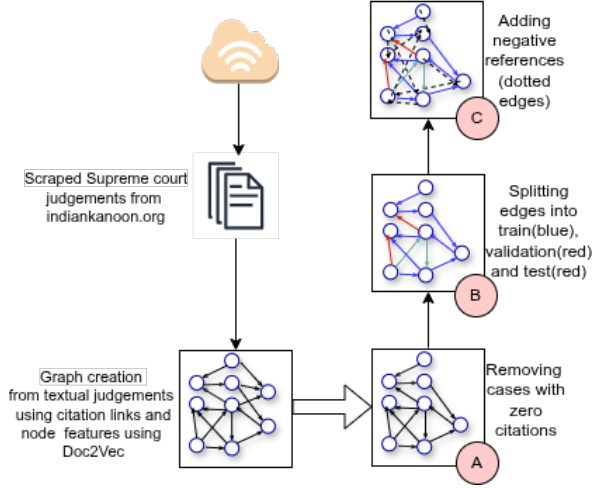 Scraped Supreme court
judgements from
indiankanoon.org
Graph creation
from textual judgements
using citation links and
node features using
Doc2Vec
Removing
cases with
zero
citations
A
Splitting
edges into
train(blue),
validation(red)
and test(red)
B
Adding
negative
references
(dotted
edges)
C